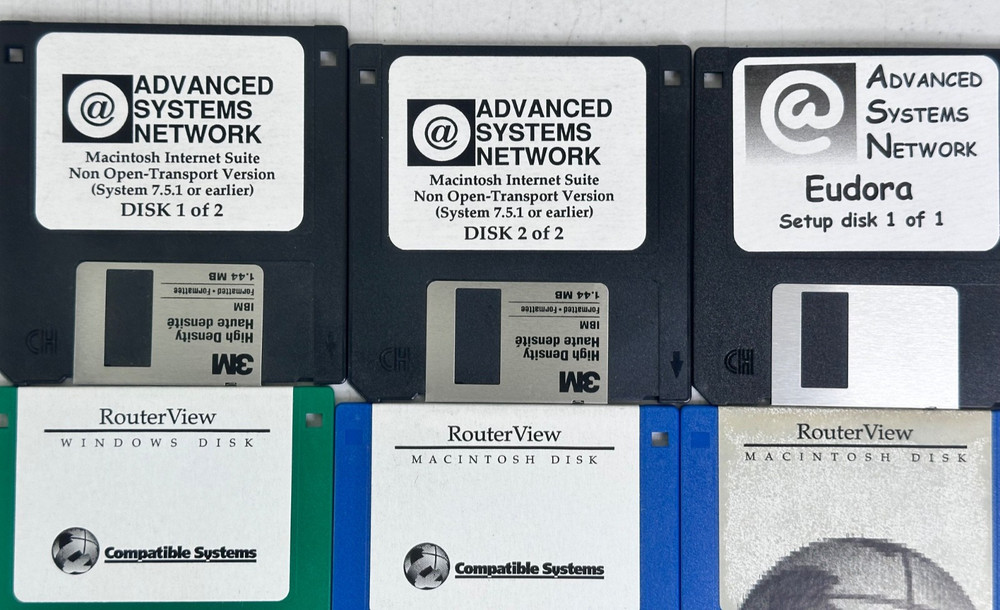 @ ADVANCED
SYSTEMS
NETWORK
Macintosh Internet Suite
Non Open-Transport Version
(System 7.5.1 or earlier)
DISK 1 of 2
1.44 MB
Formatted • Formattée
IBM
Haute densité
High Density
3M
@ ADVANCED
SYSTEMS
NETWORK
Macintosh Internet Suite
Non Open-Transport Version
(System 7.5.1 or earlier)
DISK 2 of 2
1.44 MB
Formatted • Formattée
IBM
Haute densité
High Density
3M
@ ADVANCED
SYSTEMS
NETWORK
Eudora
Setup disk 1 of 1
RouterView
WINDOWS DISK
Compatible Systems
RouterView
MACINTOSH DISK
Compatible Systems
RouterView
MACINTOSH DISK